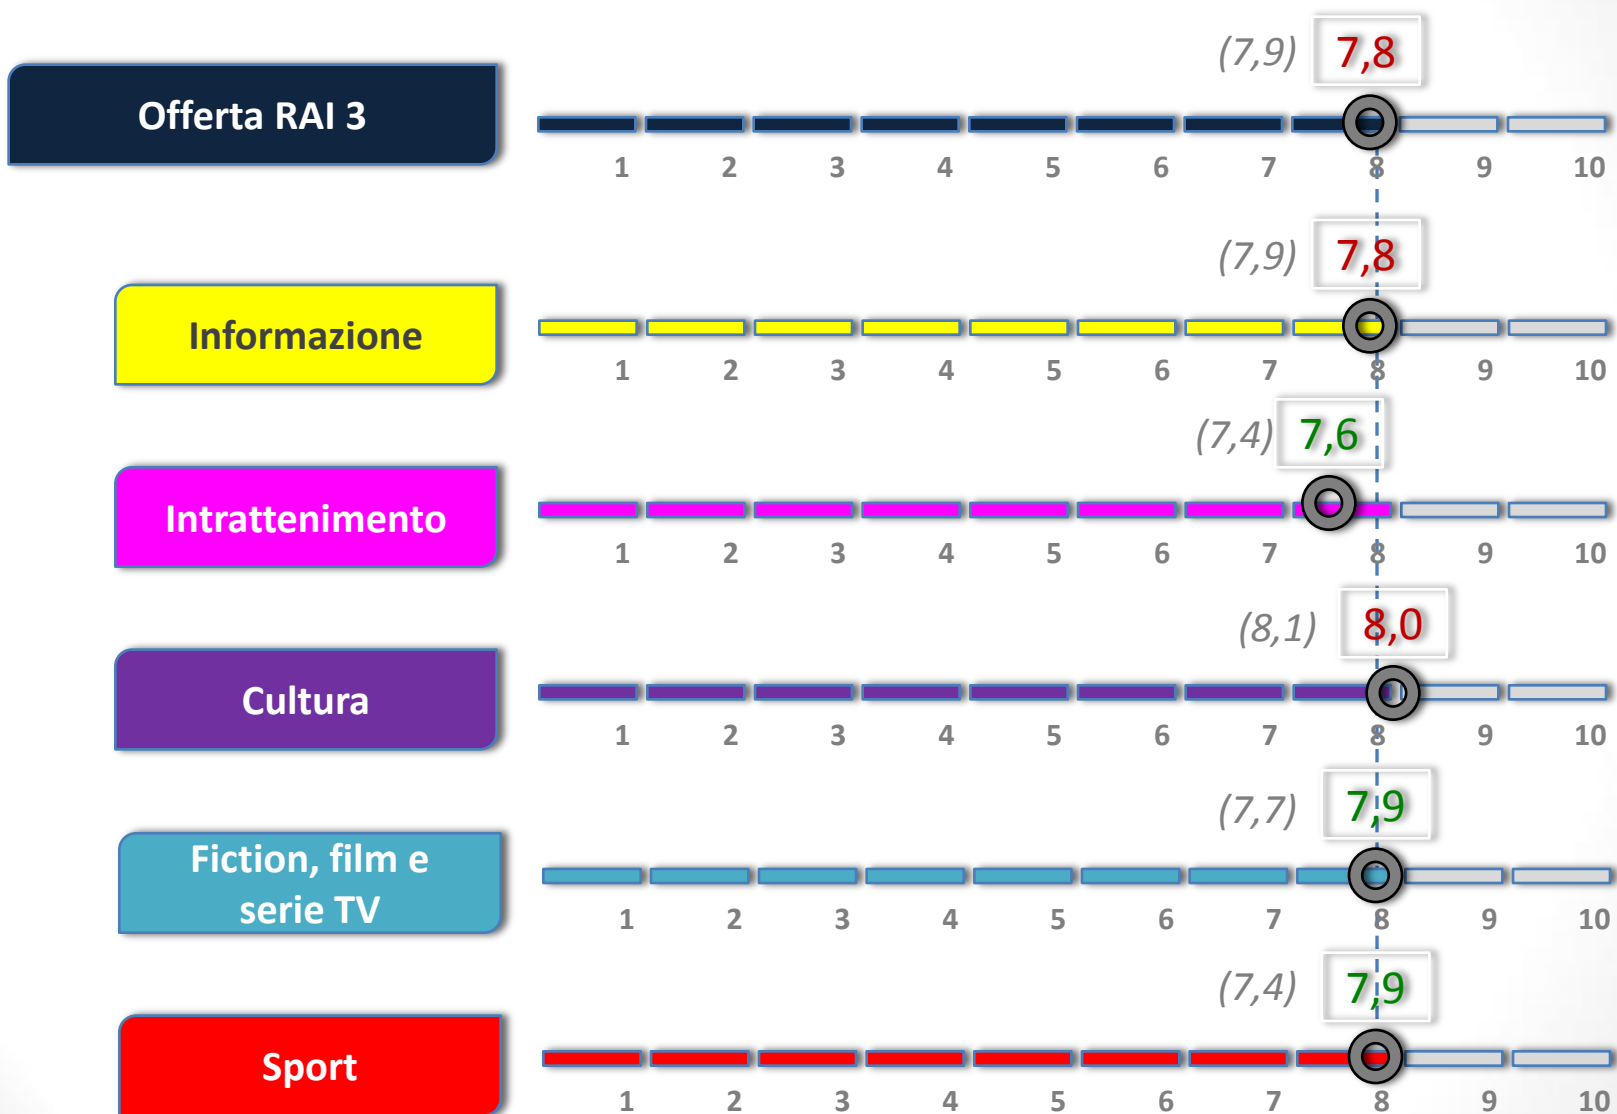 (7,9) 7,8
Offerta RAI 3
1 2 3 4 5 6 7 8 9 10
(7,9) 7,8
Informazione
1 2 3 4 5 6 7 8 9 10
(7,4) 7,6
Intrattenimento
1 2 3 4 5 6 7 8 9 10
(8,1) 8,0
Cultura
1 2 3 4 5 6 7 8 9 10
(7,7) 7,9
Fiction, film e
serie TV
1 2 3 4 5 6 7 8 9 10
(7,4) 7,9
Sport
1 2 3 4 5 6 7 8 9 10